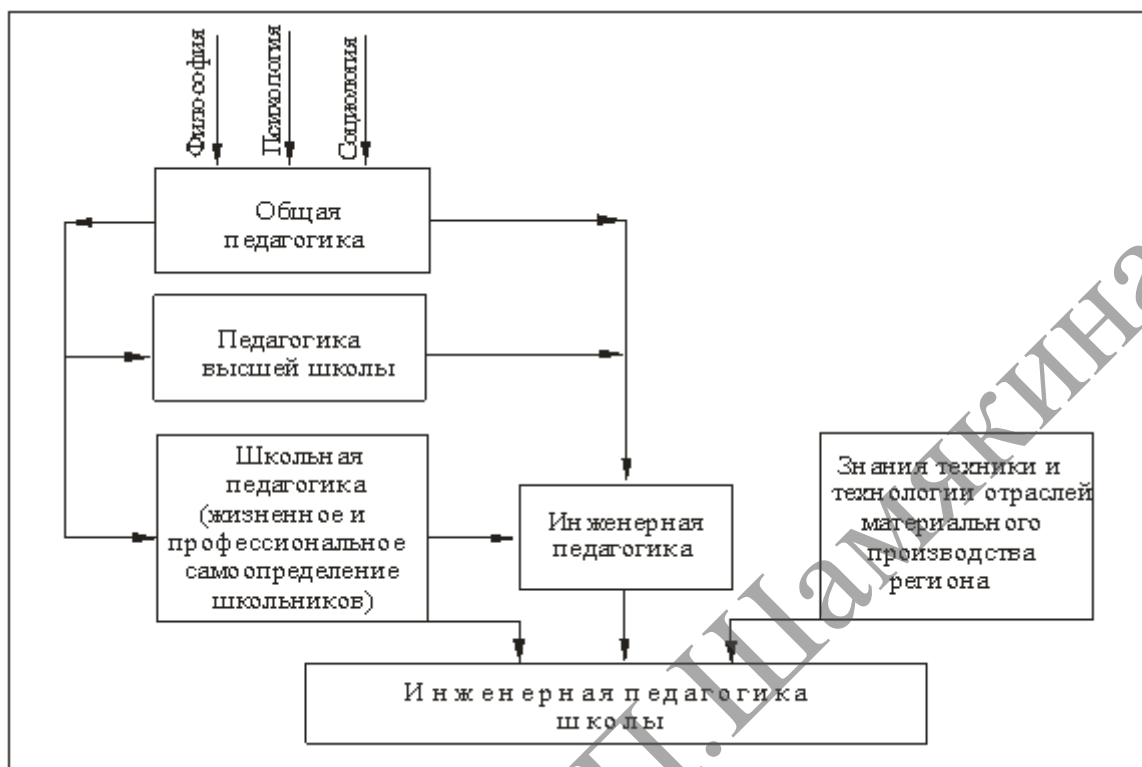 Философия
Психология
Социология
Общая
педагогика
Педагогика
высшей школы
Школьная
педагогика
(жизненное и
профессиональное
самоопределение
школьников)
Инженерная
педагогика
Знания техники и
технологии отраслей
материального
производства
региона
Инженерная педагогика
школы
П.Шамякина